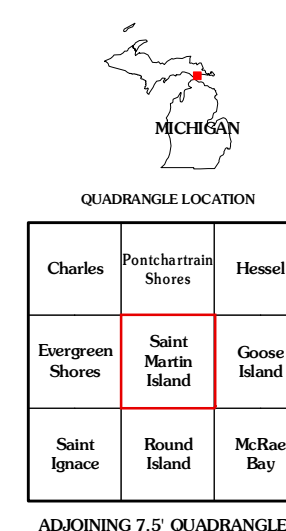 MICHIGAN
QUADRANGLE LOCATION
Charles
Pontchartrain
Shores
Hessel
Evergreen
Shores
Saint
Martin
Island
Goose
Island
Saint
Ignace
Round
Island
McRae
Bay
ADJOINING 7.5' QUADRANGLE